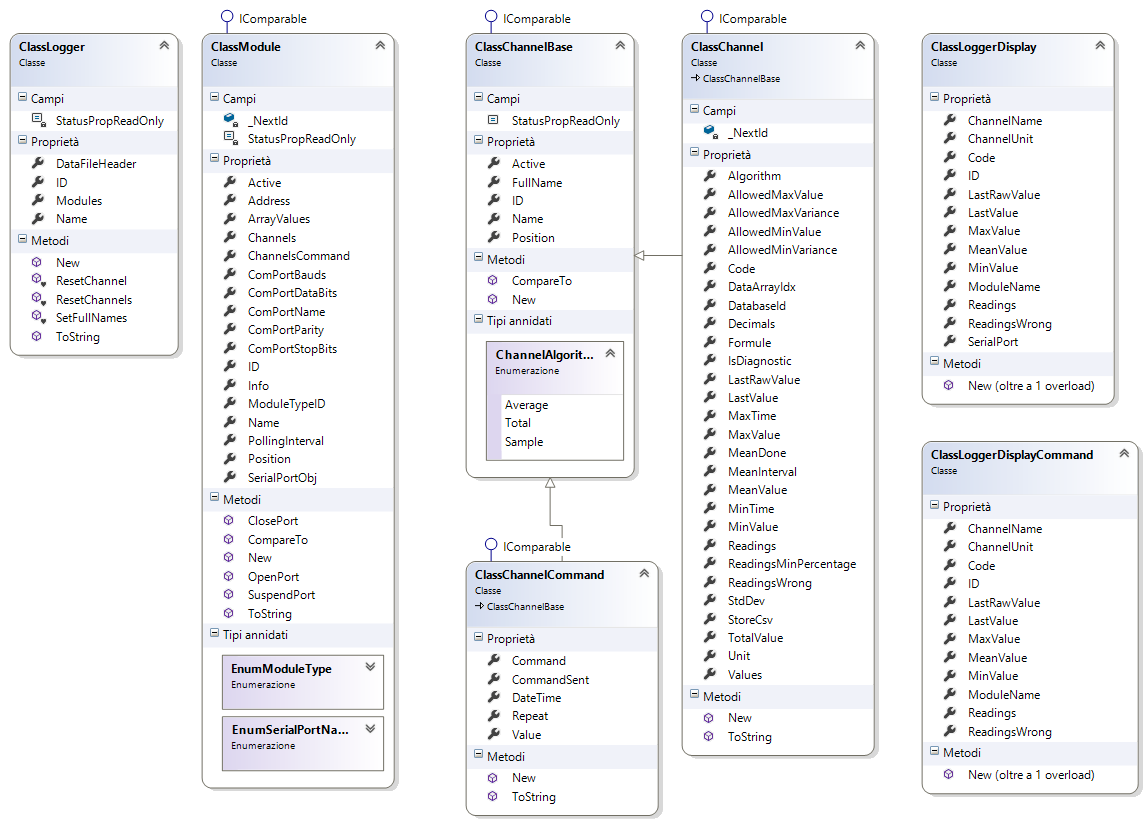 ClassLogger
Classe
Campi
StatusPropReadOnly
Proprietà
DataFileHeader
ID
Modules
Name
Metodi
New
ResetChannel
ResetChannels
SetFullNames
ToString
IComparable
ClassModule
Classe
Campi
_NextId
StatusPropReadOnly
Proprietà
Active
Address
ArrayValues
Channels
ChannelsCommand
ComPortBauds
ComPortDataBits
ComPortName
ComPortParity
ComPortStopBits
ID
Info
ModuleTypeID
Name
PollingInterval
Position
SerialPortObj
Metodi
ClosePort
CompareTo
New
OpenPort
SuspendPort
ToString
Tipi annidati
EnumModuleType
Enumerazione
EnumSerialPortNa...
Enumerazione
IComparable
ClassChannelBase
Classe
Campi
StatusPropReadOnly
Proprietà
Active
FullName
ID
Name
Position
Metodi
CompareTo
New
Tipi annidati
ChannelAlgorit...
Enumerazione
Average
Total
Sample
IComparable
ClassChannelCommand
Classe
ClassChannelBase
Proprietà
Command
CommandSent
DateTime
Repeat
Value
Metodi
New
ToString
IComparable
ClassChannel
Classe
ClassChannelBase
Campi
_NextId
Proprietà
Algorithm
AllowedMaxValue
AllowedMaxVariance
AllowedMinValue
AllowedMinVariance
Code
DataArrayIdx
DatabaseId
Decimals
Formule
IsDiagnostic
LastRawValue
LastValue
MaxTime
MaxValue
MeanDone
MeanInterval
MeanValue
MinTime
MinValue
Readings
ReadingsMinPercentage
ReadingsWrong
StdDev
StoreCsv
TotalValue
Unit
Values
Metodi
New
ToString
ClassLoggerDisplay
Classe
Proprietà
ChannelName
ChannelUnit
Code
ID
LastRawValue
LastValue
MaxValue
MeanValue
MinValue
ModuleName
Readings
ReadingsWrong
SerialPort
Metodi
New (oltre a 1 overload)
ClassLoggerDisplayCommand
Classe
Proprietà
ChannelName
ChannelUnit
Code
ID
LastRawValue
LastValue
MaxValue
MeanValue
MinValue
ModuleName
Readings
ReadingsWrong
Metodi
New (oltre a 1 overload)